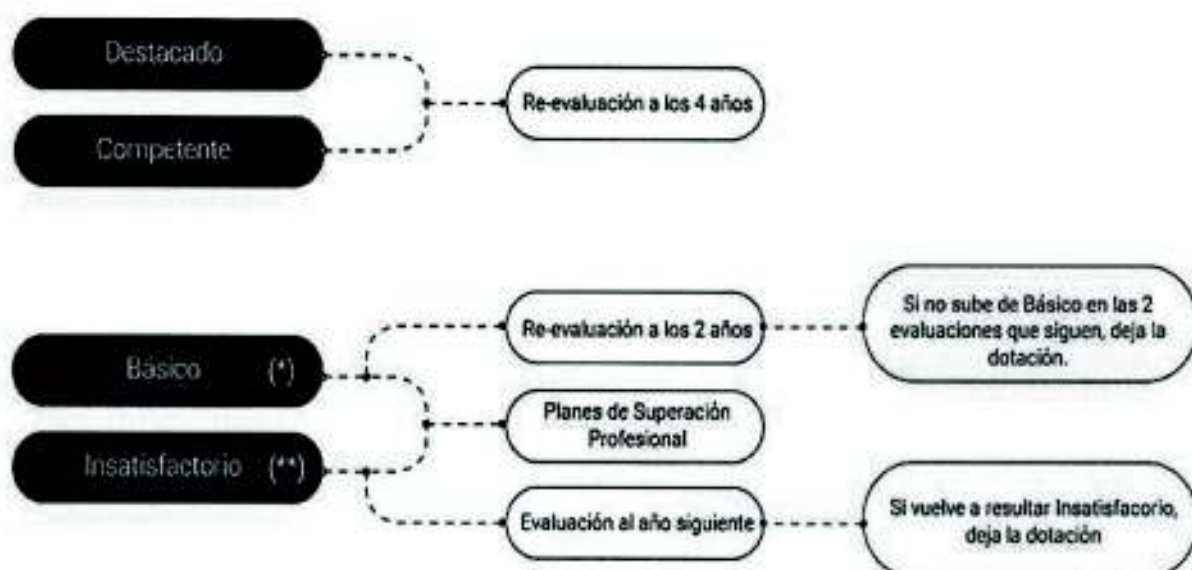 Destacado
Competente
Re-evaluación a los 4 años
Básico (*)
Insatisfactorio (**)
Re-evaluación a los 2 años
Planes de Superación
Profesional
Evaluación al año siguiente
Si no sube de Básico en las 2
evaluaciones que siguen, deja la
dotación.
Si vuelve a resultar Insatisfacorio,
deja la dotación